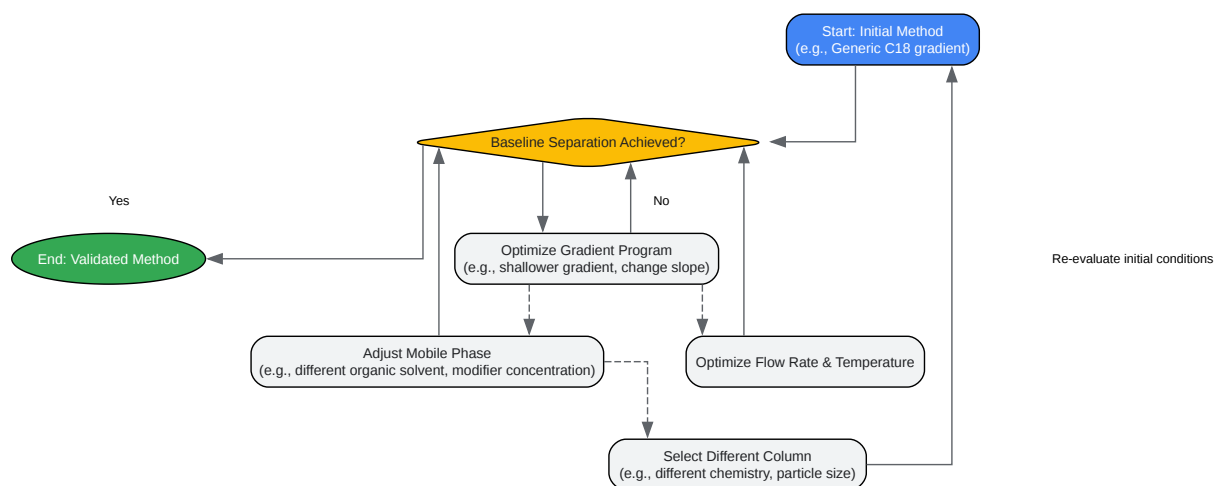 Start: Initial Method
(e.g., Generic C18 gradient)
Baseline Separation Achieved?
Yes
No
End: Validated Method
Optimize Gradient Program
(e.g., shallower gradient, change slope)
Re-evaluate initial conditions
Adjust Mobile Phase
(e.g., different organic solvent, modifier concentration)
Optimize Flow Rate & Temperature
Select Different Column
(e.g., different chemistry, particle size)